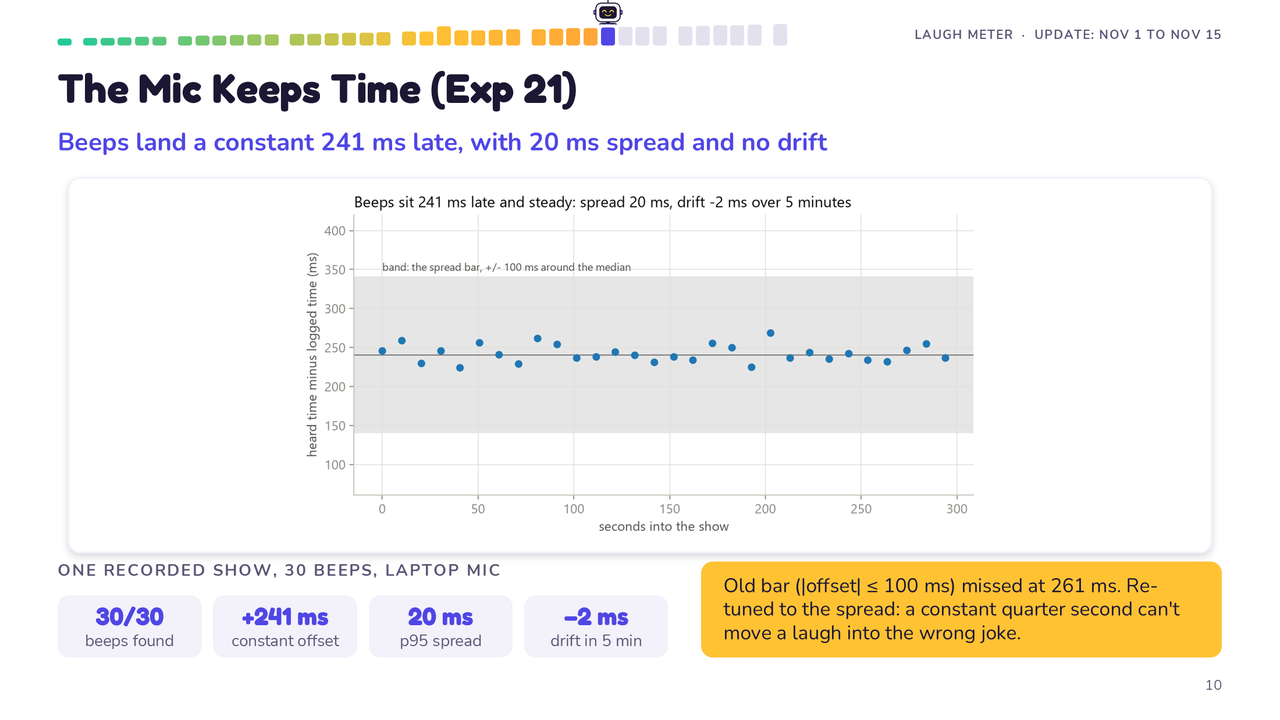 LAUGH METER · UPDATE: NOV 1 TO NOV 15
The Mic Keeps Time (Exp 21)
Beeps land a constant 241 ms late, with 20 ms spread and no drift
Beeps sit 241 ms late and steady: spread 20 ms, drift -2 ms over 5 minutes
band: the spread bar, +/- 100 ms around the median
heard time minus logged time (ms)
400
350
300
250
200
150
100
0 50 100 150 200 250 300
seconds into the show
ONE RECORDED SHOW, 30 BEEPS, LAPTOP MIC
30/30
beeps found
+241 ms
constant offset
20 ms
p95 spread
−2 ms
drift in 5 min
Old bar (|offset| ≤ 100 ms) missed at 261 ms. Re-
tuned to the spread: a constant quarter second can't
move a laugh into the wrong joke.
10